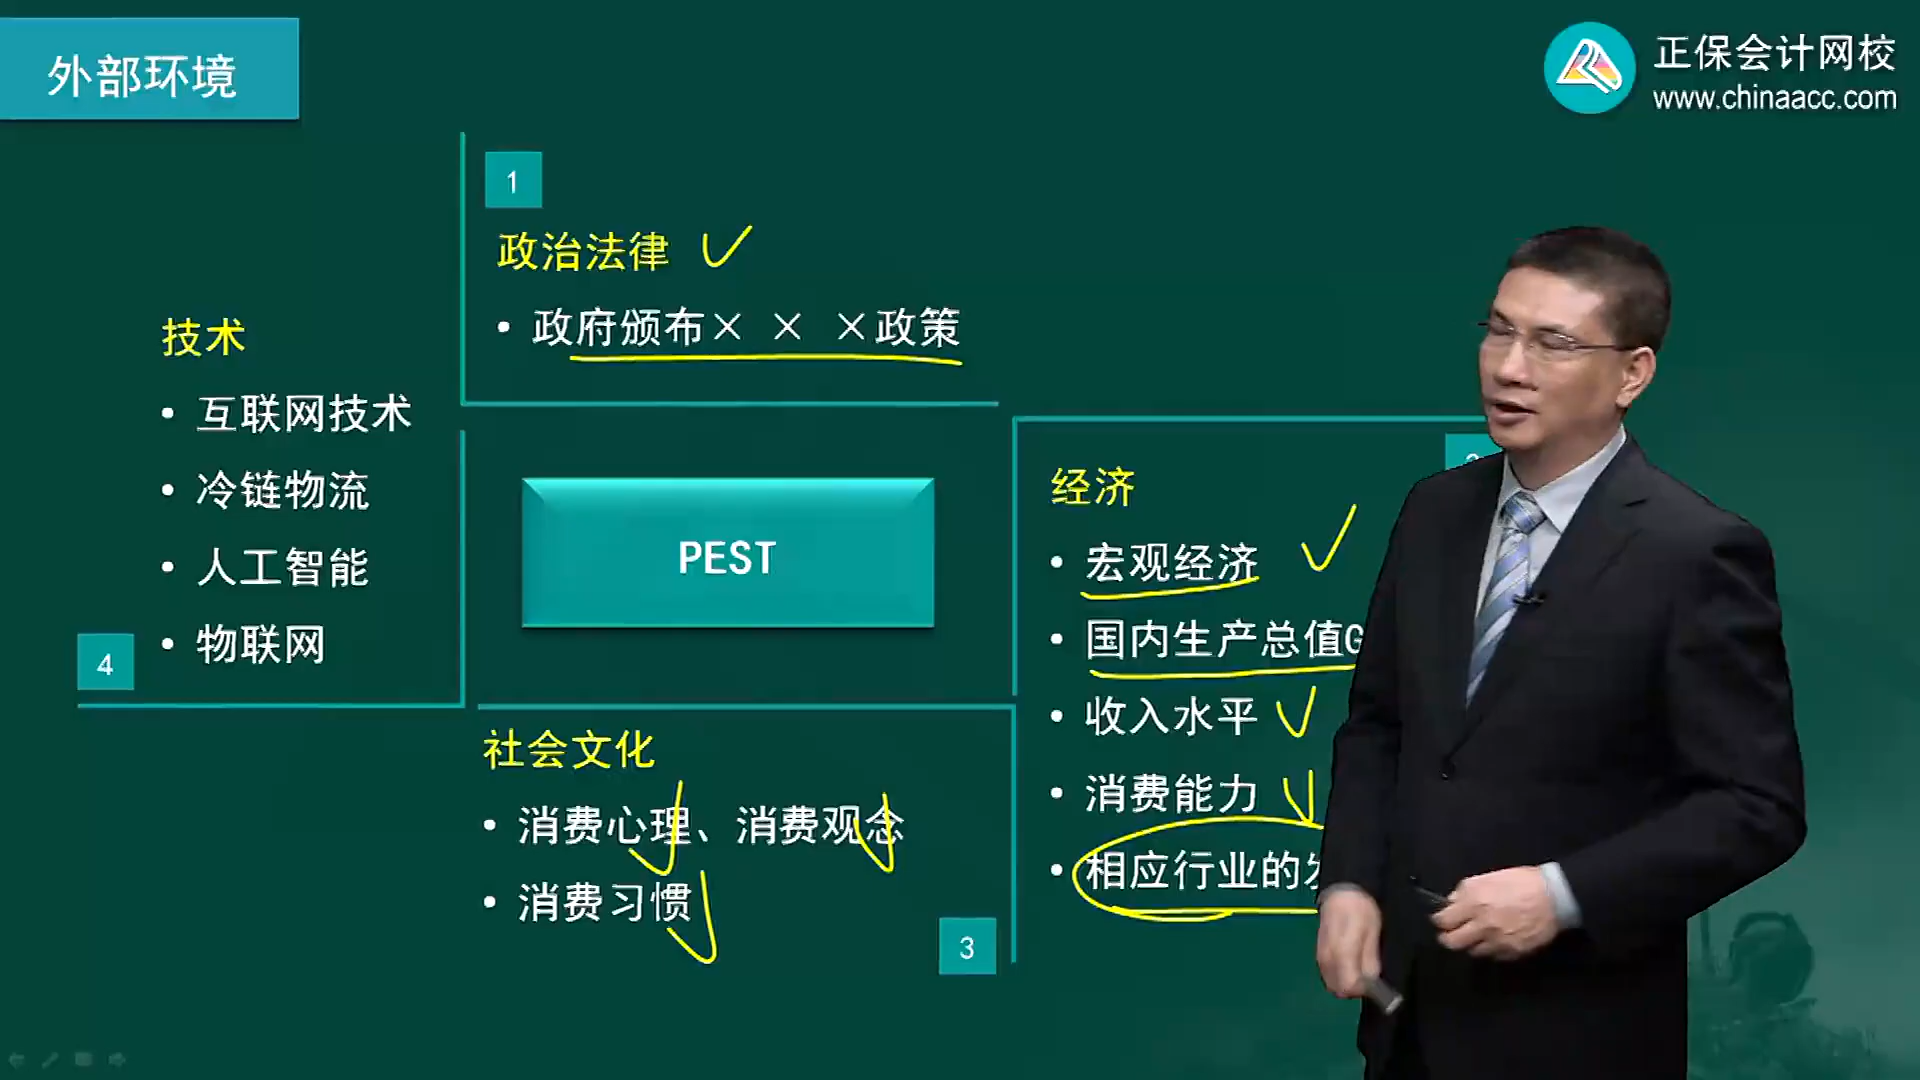 外部环境
正保会计网校
www.chinaacc.com
1
政治法律
• 政府颁布× × ×政策
技术
• 互联网技术
• 冷链物流
• 人工智能
• 物联网
4
PEST
经济
• 宏观经济
• 国内生产总值G
• 收入水平
• 消费能力
• 相应行业的
社会文化
• 消费心理、消费观念
• 消费习惯
3